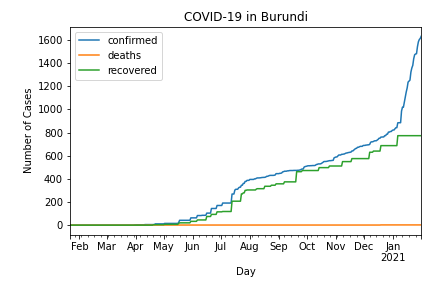 COVID-19 in Burundi
confirmed
deaths
recovered
Number of Cases
1600
1400
1200
1000
800
600
400
200
0
Feb Mar Apr May Jun Jul Aug Sep Oct Nov Dec Jan
2021
Day